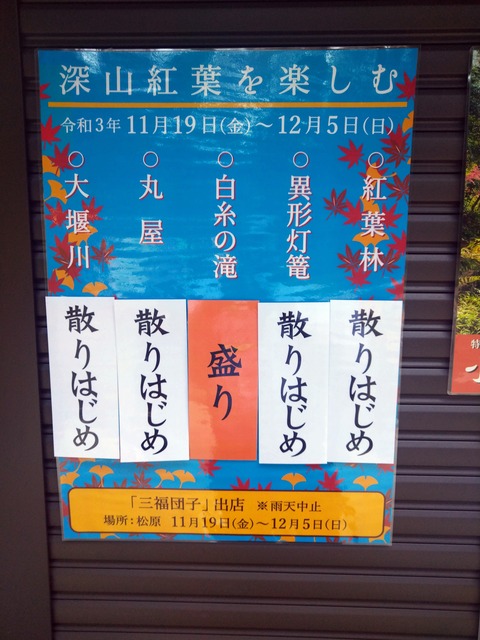 深山紅葉を楽しむ
令和3年 11月19日(金)～12月5日(日)
○紅葉林
散りはじめ
○異形灯篭
散りはじめ
○白糸の滝
盛り
○丸屋
散りはじめ
○大堰川
散りはじめ
「三福団子」出店 ※雨天中止
場所:松原 11月19日(金)～12月5日(日)